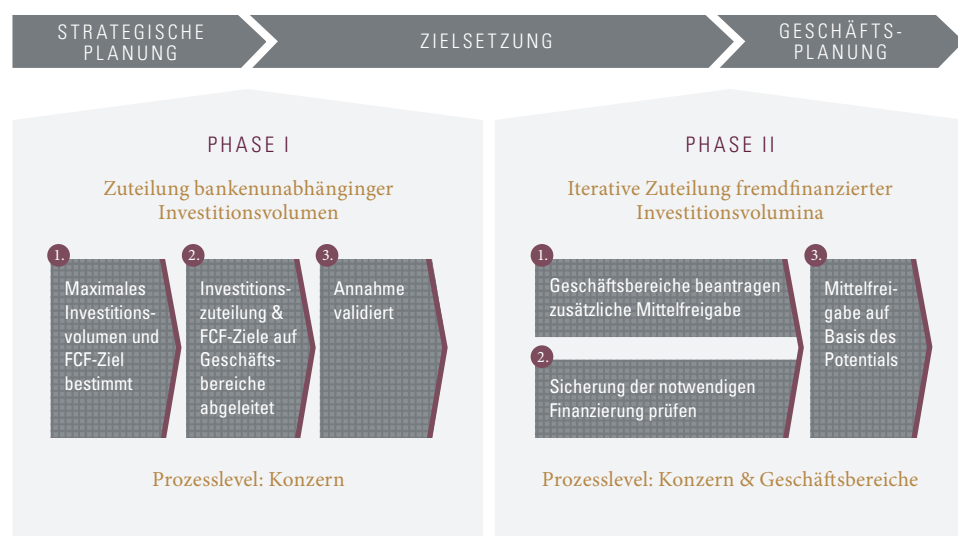 STRATEGISCHE
PLANUNG
ZIELSETZUNG
GESCHÄFTS-
PLANUNG
PHASE I
Zuteilung bankenunabhänginger
Investitionsvolumen
1.
Maximales
Investitions-
volumen und
FCF-Ziel
bestimmt
2.
Investitions-
zuteilung &
FCF-Ziele auf
Geschäfts-
bereiche
abgeleitet
3.
Annahme
validiert
Prozesslevel: Konzern
PHASE II
Iterative Zuteilung fremdfinanzierter
Investitionsvolumina
1.
Geschäftsbereiche beantragen
zusätzliche Mittelfreigabe
2.
Sicherung der notwendigen
Finanzierung prüfen
3.
Mittelfrei-
gabe auf
Basis des
Potentials
Prozesslevel: Konzern & Geschäftsbereiche